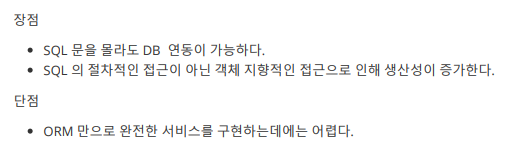 장점
• SQL 문을 몰라도 DB 연동이 가능하다.
• SQL 의 절차적인 접근이 아닌 객체 지향적인 접근으로 인해 생산성이 증가한다.
단점
• ORM 만으로 완전한 서비스를 구현하는데에는 어렵다.